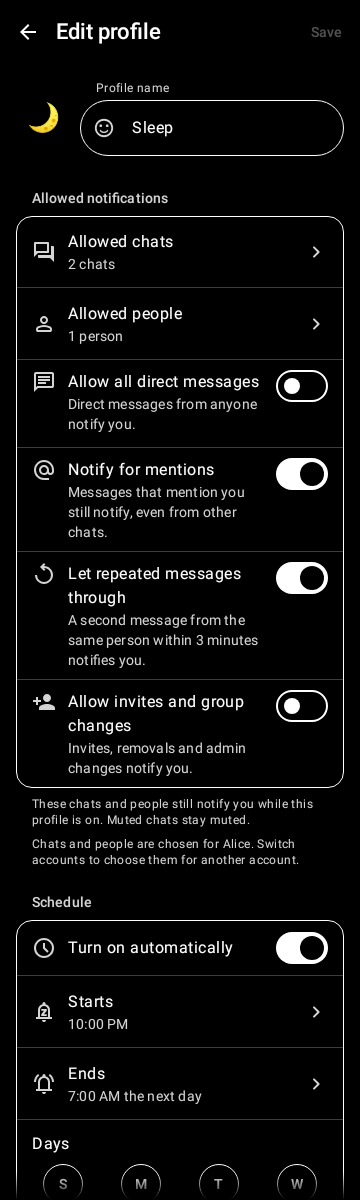 Edit profile
Save
Profile name
Sleep
Allowed notifications
Allowed chats
2 chats
Allowed people
1 person
Allow all direct messages
Direct messages from anyone
notify you.
Notify for mentions
Messages that mention you
still notify, even from other
chats.
Let repeated messages
through
A second message from the
same person within 3 minutes
notifies you.
Allow invites and group
changes
Invites, removals and admin
changes notify you.
These chats and people still notify you while this
profile is on. Muted chats stay muted.
Chats and people are chosen for Alice. Switch
accounts to choose them for another account.
Schedule
Turn on automatically
Starts
10:00 PM
Ends
7:00 AM the next day
Days
S M T W